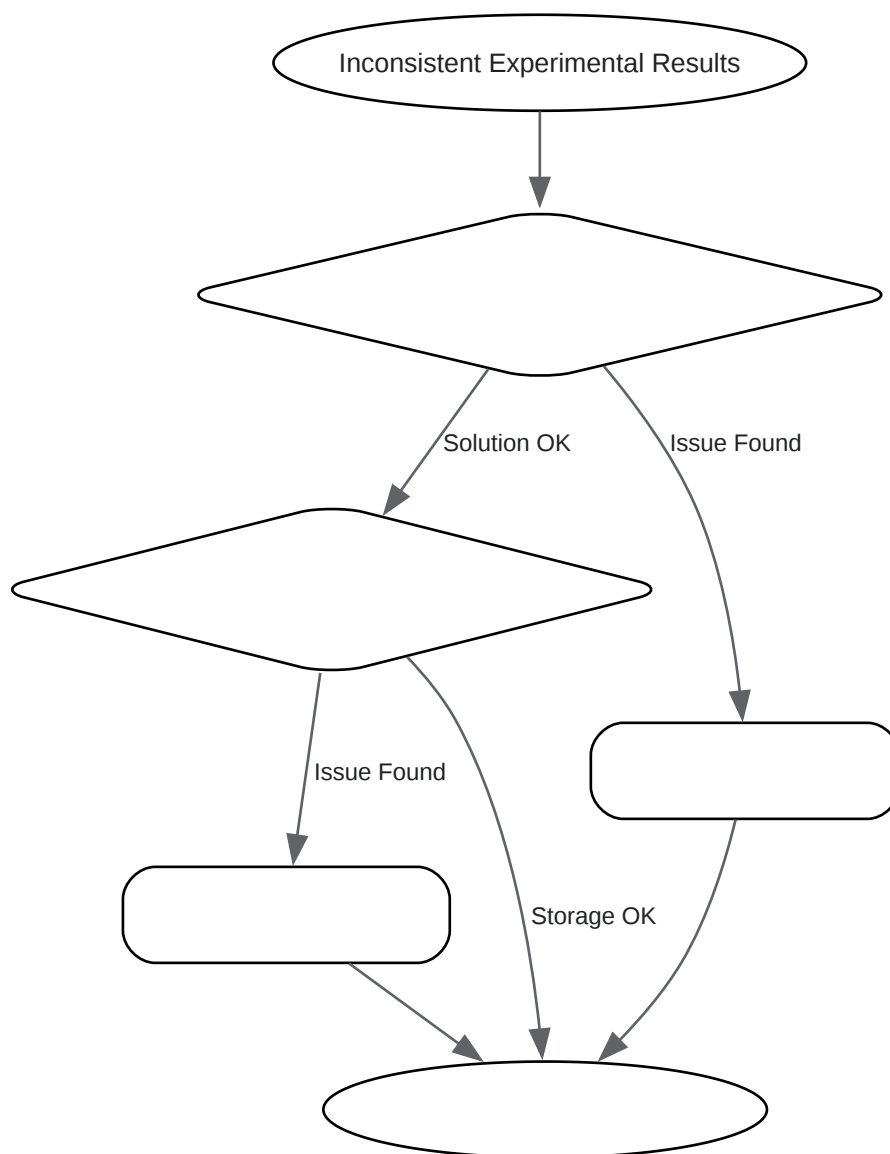 Inconsistent Experimental Results
Solution OK
Issue Found
Issue Found
Storage OK